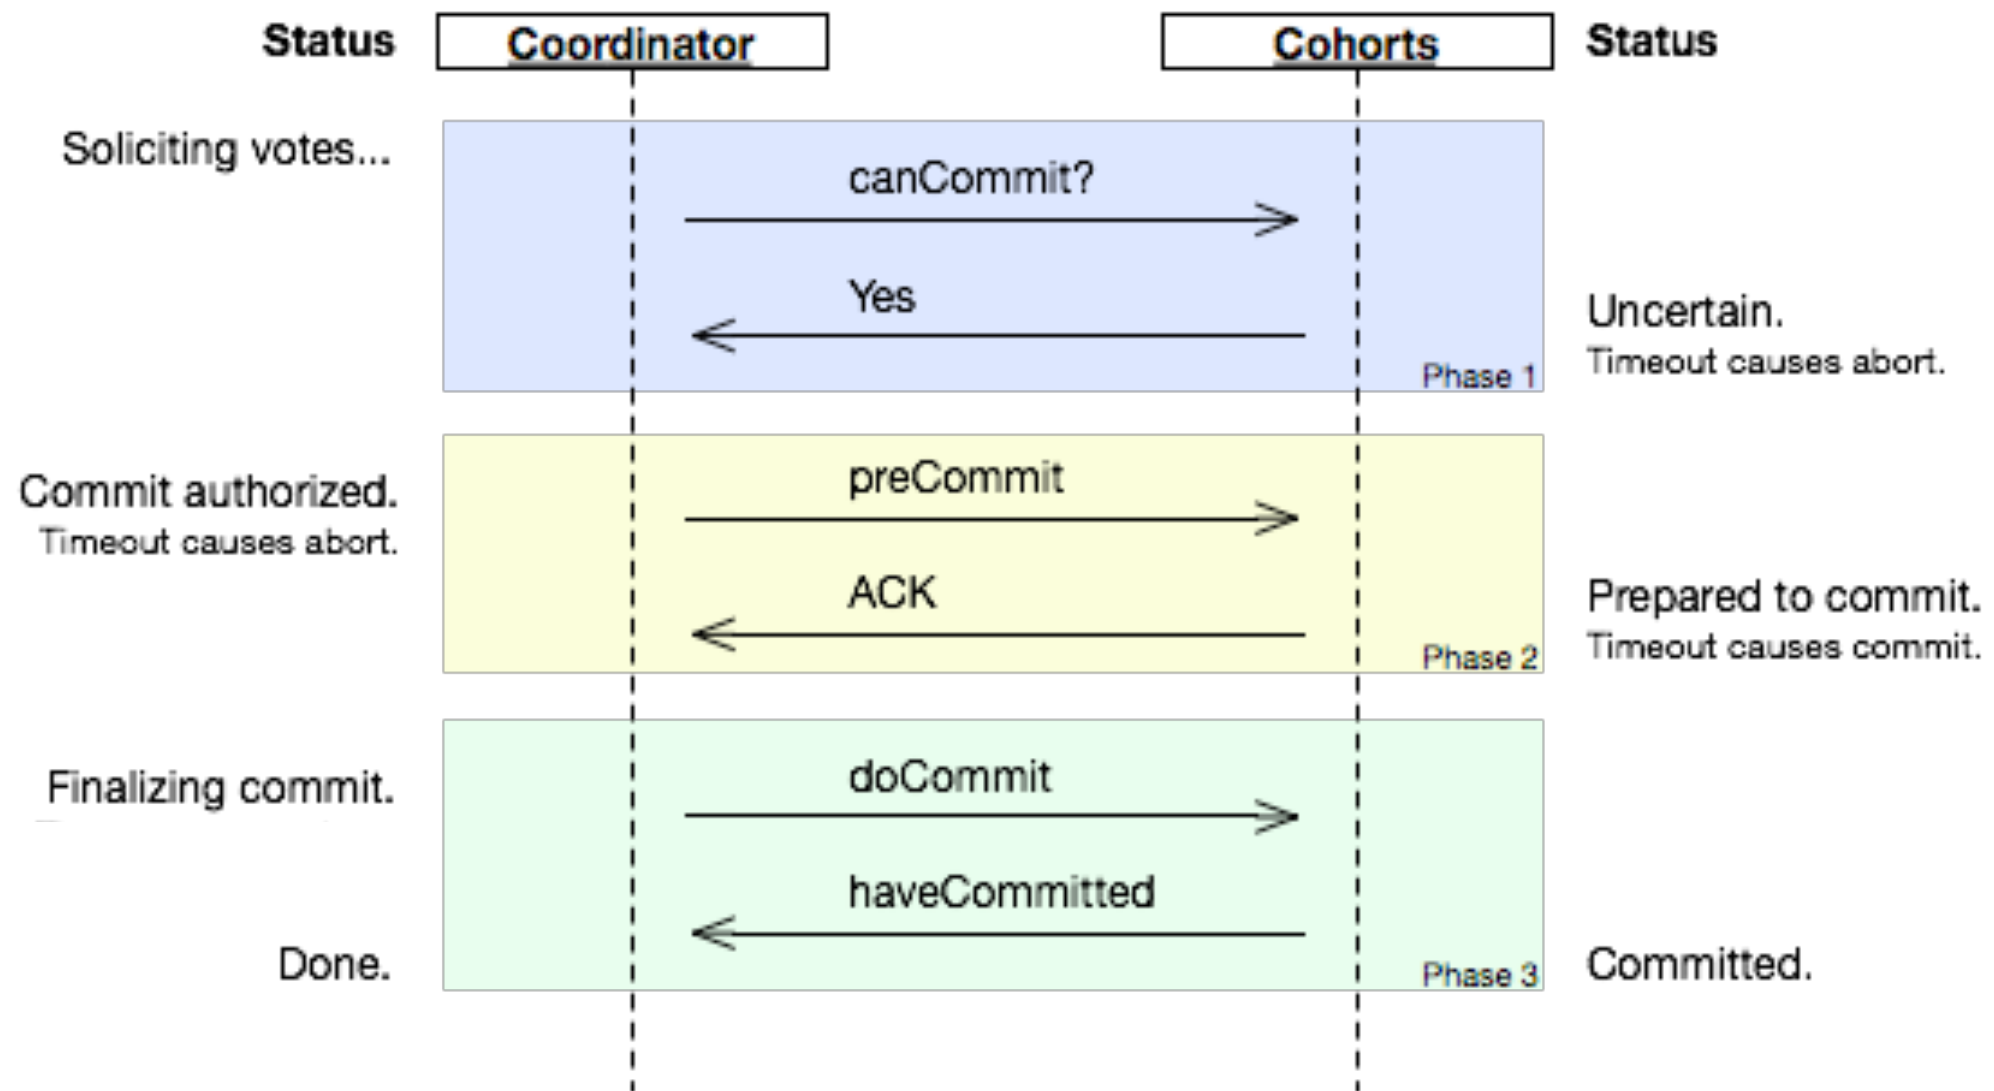 Status Coordinator Cohorts Status
Soliciting votes...
canCommit?
Yes
Uncertain.
Timeout causes abort.
Phase 1
preCommit
Commit authorized.
Timeout causes abort.
ACK
Prepared to commit.
Timeout causes commit.
Phase 2
doCommit
Finalizing commit.
haveCommitted
Done.
Committed.
Phase 3